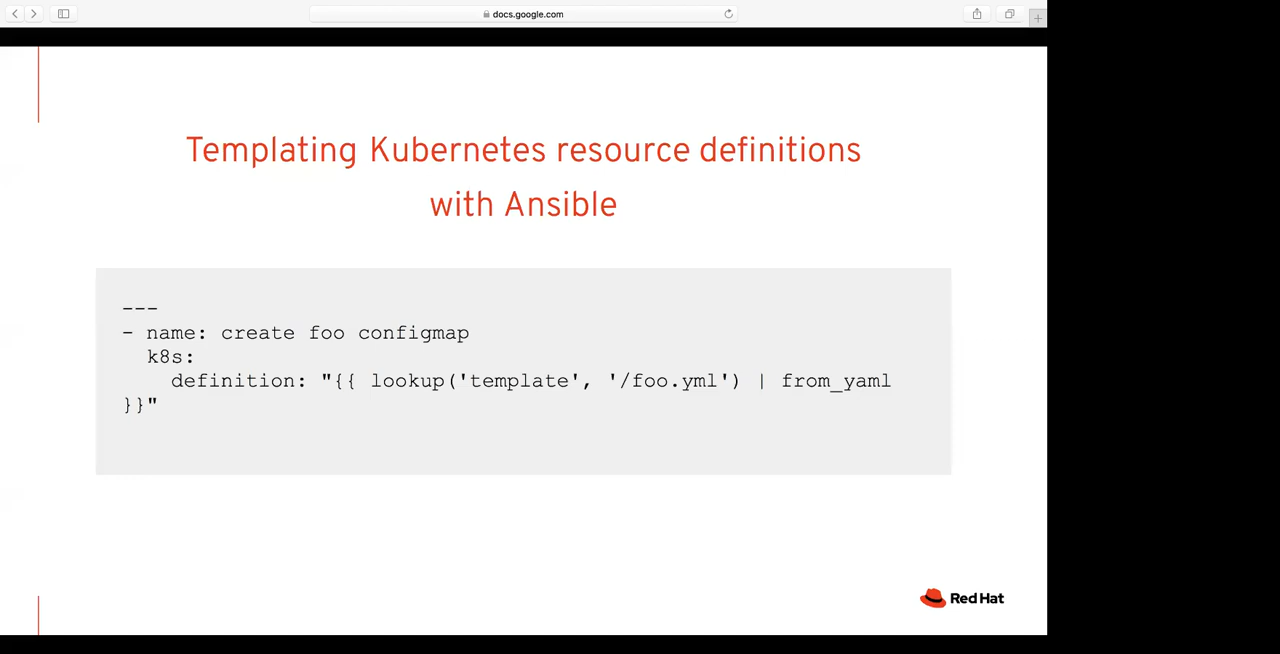 docs.google.com
Templating Kubernetes resource definitions
with Ansible
---
- name: create foo configmap
  k8s:
    definition: "{{ lookup('template', '/foo.yml') | from_yaml
}}"
Red Hat